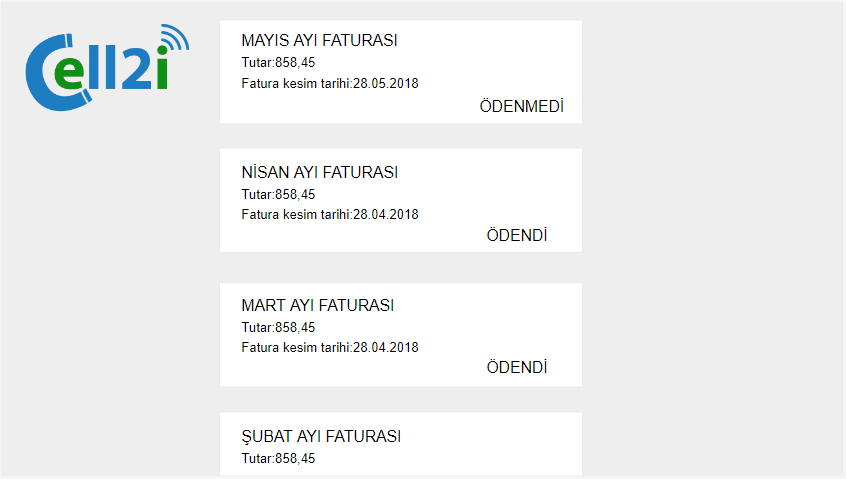 Cell2i
MAYIS AYI FATURASI
Tutar:858,45
Fatura kesim tarihi:28.05.2018
ÖDENMEDİ
NİSAN AYI FATURASI
Tutar:858,45
Fatura kesim tarihi:28.04.2018
ÖDENDİ
MART AYI FATURASI
Tutar:858,45
Fatura kesim tarihi:28.04.2018
ÖDENDİ
ŞUBAT AYI FATURASI
Tutar:858,45